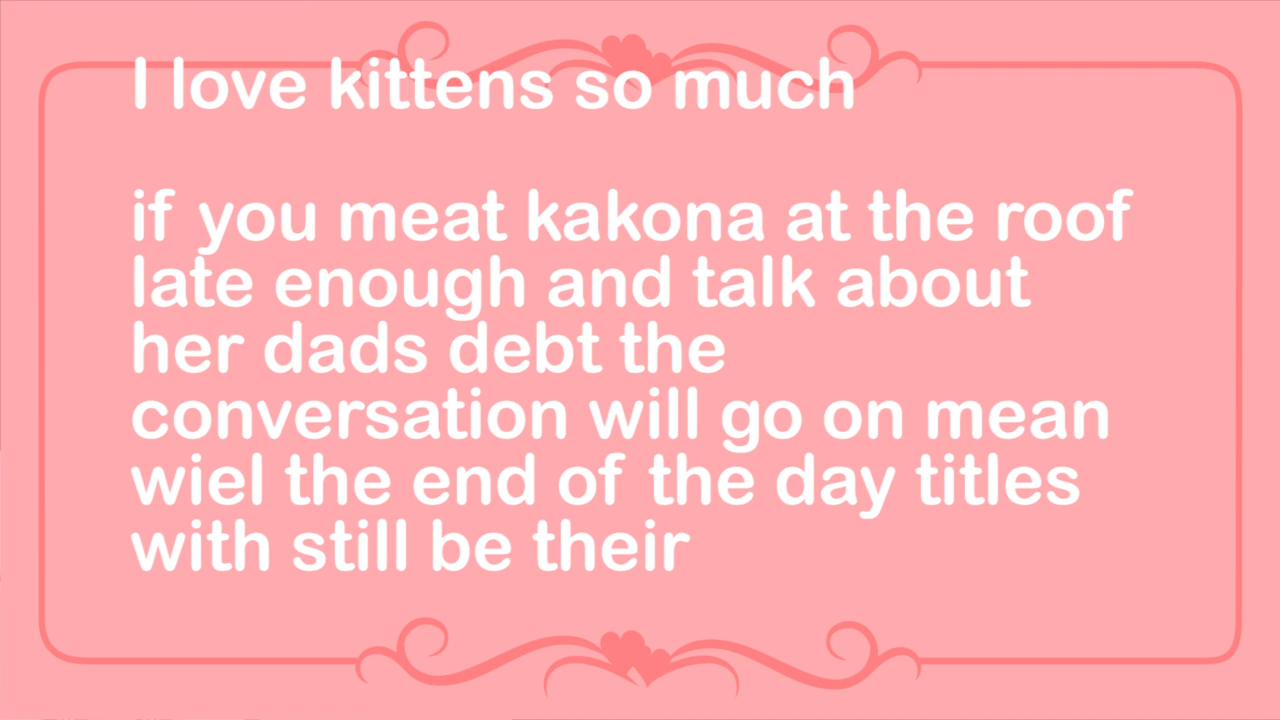 I love kittens so much
if you meat kakona at the roof
late enough and talk about
her dads debt the
conversation will go on mean
wiel the end of the day titles
with still be their